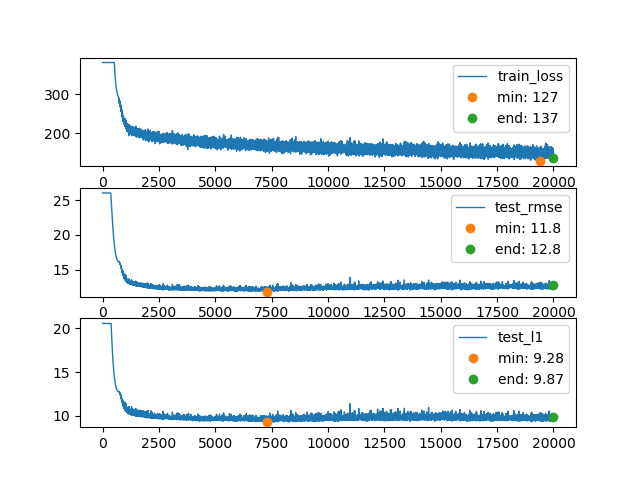 train_loss
min: 127
end: 137
300
200
0 2500 5000 7500 10000 12500 15000 17500 20000
test_rmse
min: 11.8
end: 12.8
25
20
15
0 2500 5000 7500 10000 12500 15000 17500 20000
test_l1
min: 9.28
end: 9.87
20
15
10
0 2500 5000 7500 10000 12500 15000 17500 20000